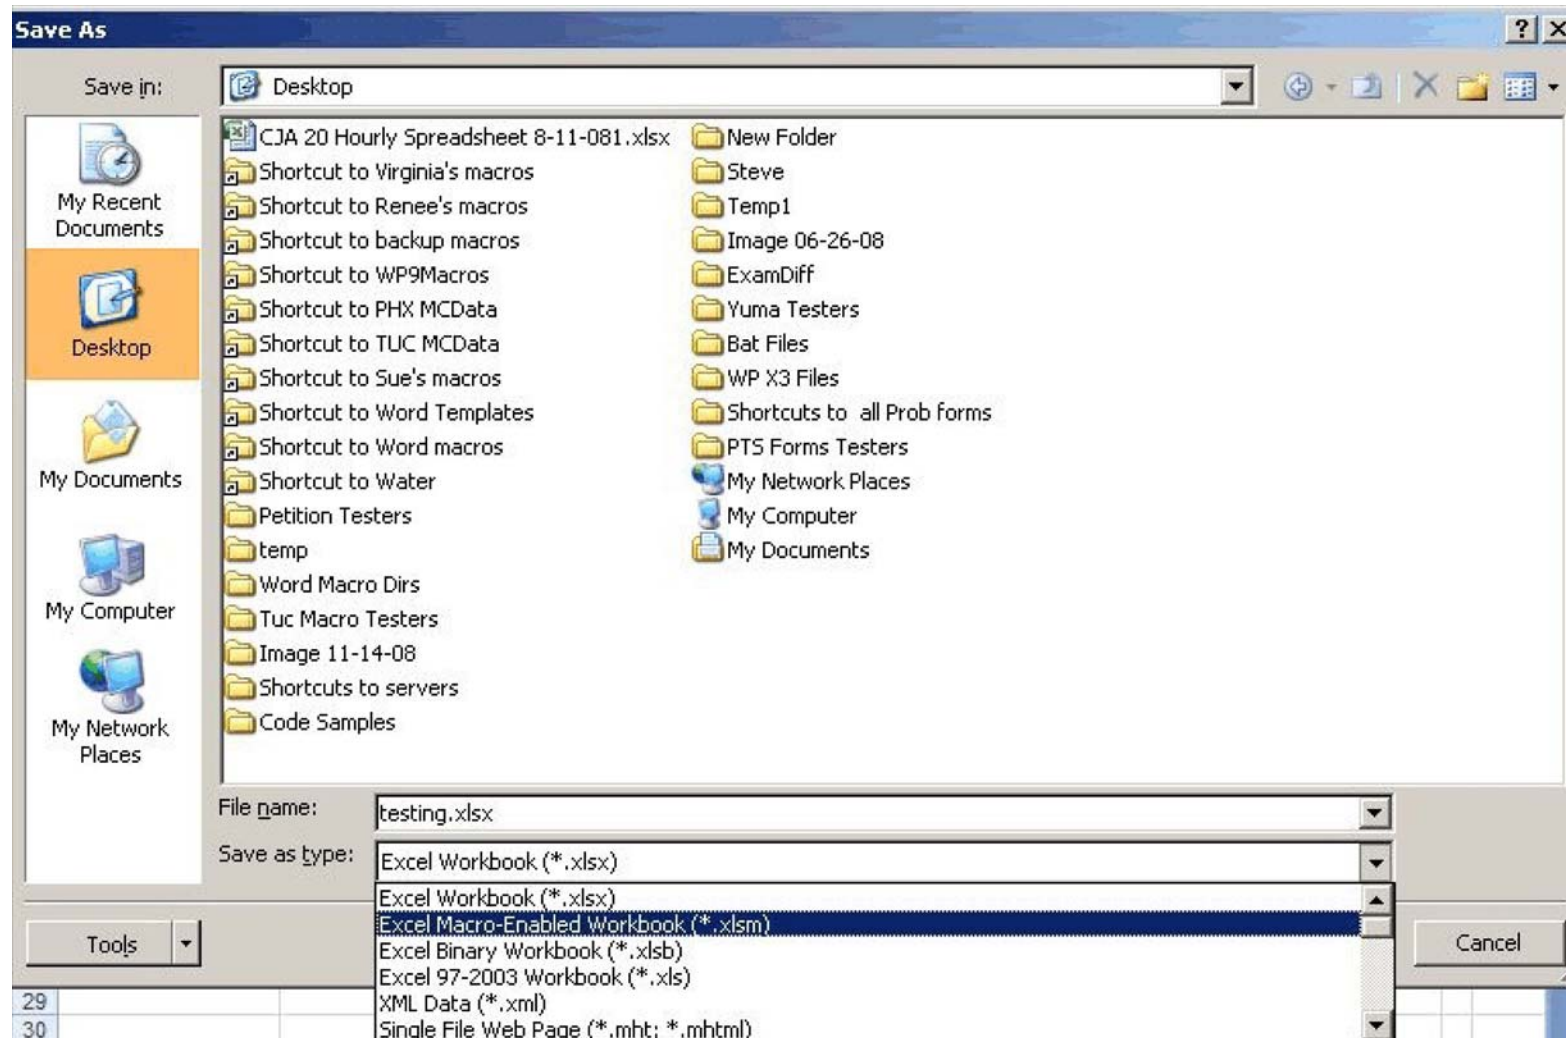 Save As
Save in:
Desktop
My Recent
Documents
Desktop
My Documents
My Computer
My Network
Places
CJA 20 Hourly Spreadsheet 8-11-081.xlsx
Shortcut to Virginia's macros
Shortcut to Renee's macros
Shortcut to backup macros
Shortcut to WP9Macros
Shortcut to PHX MCData
Shortcut to TUC MCData
Shortcut to Sue's macros
Shortcut to Word Templates
Shortcut to Word macros
Shortcut to Water
Petition Testers
temp
Word Macro Dirs
Tuc Macro Testers
Image 11-14-08
Shortcuts to servers
Code Samples
New Folder
Steve
Temp1
Image 06-26-08
ExamDiff
Yuma Testers
Bat Files
WP X3 Files
Shortcuts to  all Prob forms
PTS Forms Testers
My Network Places
My Computer
My Documents
File name:
testing.xlsx
Save as type:
Excel Workbook (*.xlsx)
Excel Workbook (*.xlsx)
Excel Macro-Enabled Workbook (*.xlsm)
Excel Binary Workbook (*.xlsb)
Excel 97-2003 Workbook (*.xls)
XML Data (*.xml)
Single File Web Page (*.mht; *.mhtml)
Tools
Cancel
29
30